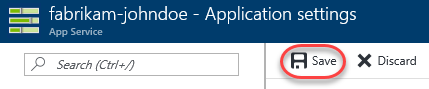 fabrikam-johndoe - Application settings
App Service
Search (Ctrl+/)
Save
Discard